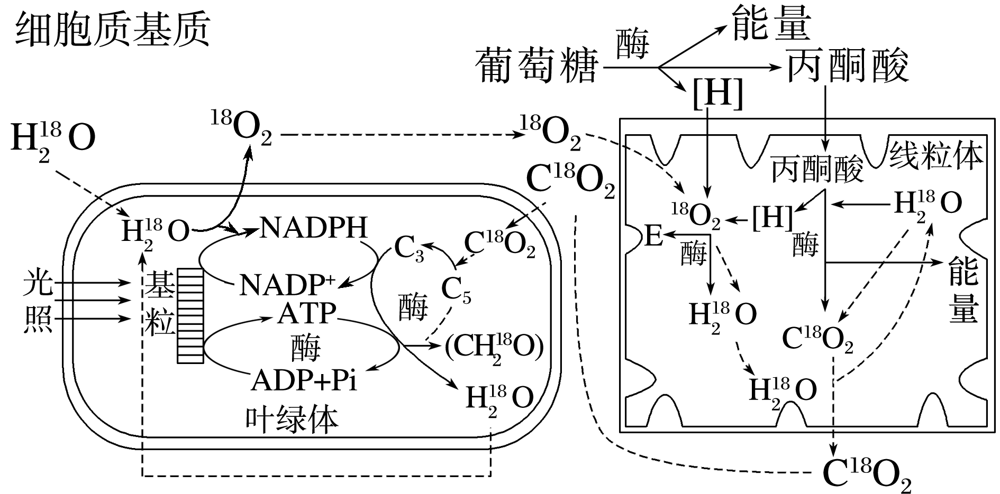 细胞质基质
葡萄糖
酶
能量
丙酮酸
[H]
H₂¹⁸O
¹⁸O₂
¹⁸O₂
C¹⁸O₂
H₂¹⁸O
NADPH
C₃
C¹⁸O₂
C₅
NADP⁺
光照
基粒
ATP
酶
酶
(CH₂¹⁸O)
ADP+Pi
H₂¹⁸O
叶绿体
线粒体
丙酮酸
¹⁸O₂
[H]
H₂¹⁸O
E
酶
酶
能量
H₂¹⁸O
C¹⁸O₂
H₂¹⁸O
C¹⁸O₂